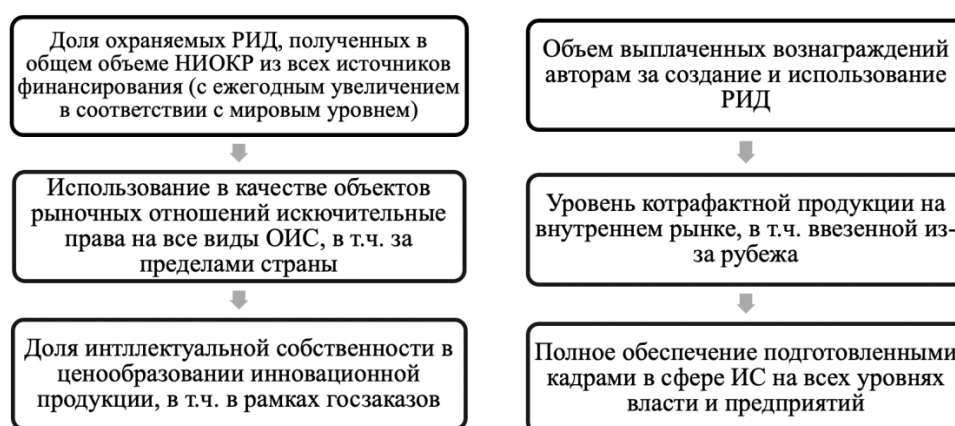 Доля охраняемых РИД, полученных в
общем объеме НИОКР из всех источников
финансирования (с ежегодным увеличением
в соответствии с мировым уровнем)
Использование в качестве объектов
рыночных отношений искючительные
права на все виды ОИС, в т.ч. за
пределами страны
Доля интллектуальной собственности в
ценообразовании инновационной
продукции, в т.ч. в рамках госзаказов
Объем выплаченных вознаграждений
авторам за создание и использование
РИД
Уровень котрафактной продукции на
внутреннем рынке, в т.ч. ввезенной из-
за рубежа
Полное обеспечение подготовленными
кадрами в сфере ИС на всех уровнях
власти и предприятий